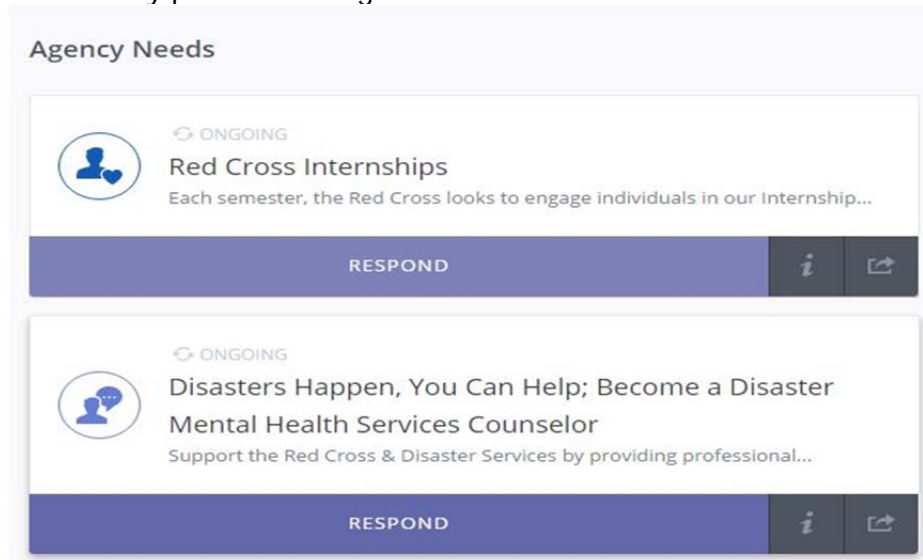 Agency Needs
ONGOING
Red Cross Internships
Each semester, the Red Cross looks to engage individuals in our Internship...
RESPOND
ONGOING
Disasters Happen, You Can Help; Become a Disaster
Mental Health Services Counselor
Support the Red Cross & Disaster Services by providing professional...
RESPOND